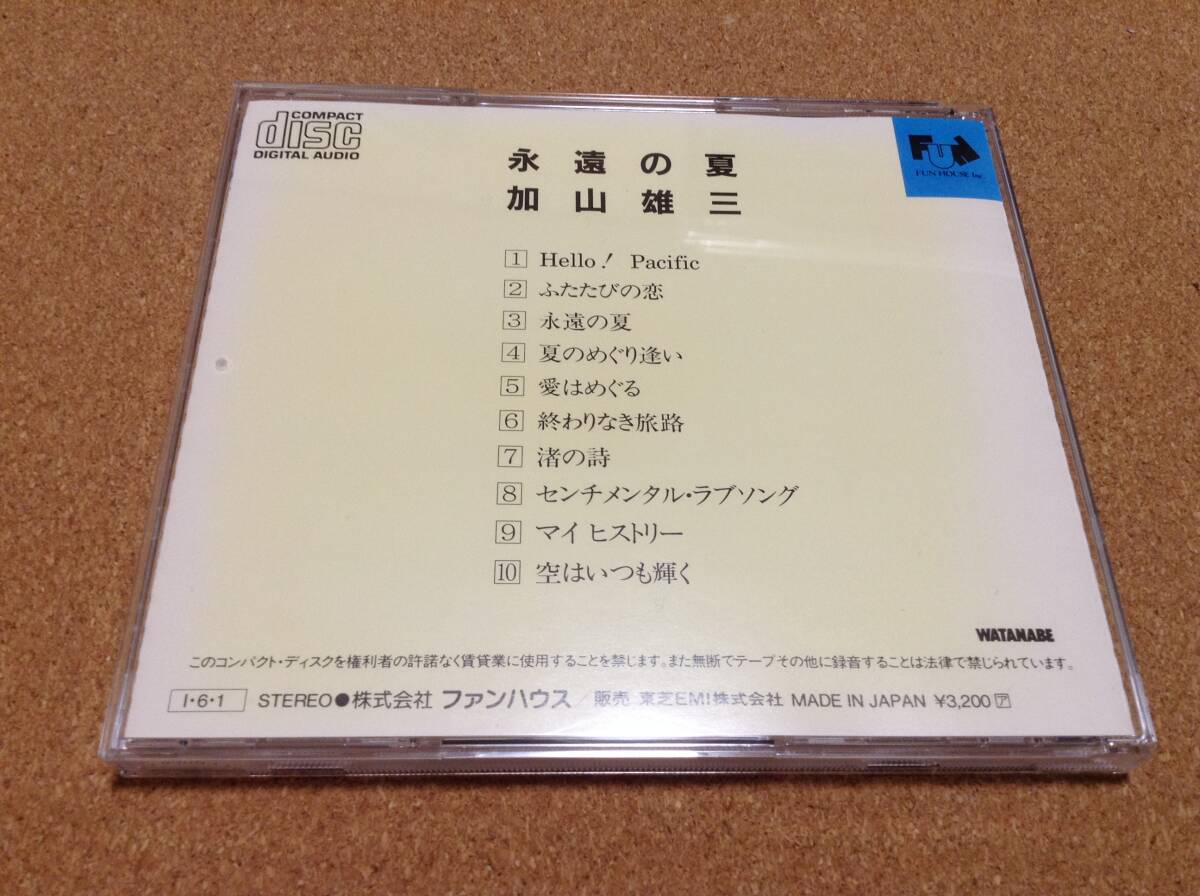 COMPACT
disc
DIGITAL AUDIO
FUN
FUN HOUSE Inc.
永遠の夏
加山雄三
1 Hello! Pacific
2 ふたたびの恋
3 永遠の夏
4 夏のめぐり逢い
5 愛はめぐる
6 終わりなき旅路
7 渚の詩
8 センチメンタル・ラブソング
9 マイ ヒストリー
10 空はいつも輝く
WATANABE
このコンパクト・ディスクを権利者の許諾なく賃貸業に使用することを禁じます。また無断でテープその他に録音することは法律で禁じられています。
I・6・1 STEREO●株式会社 ファンハウス/販売 東芝EMI株式会社 MADE IN JAPAN ¥3,200 ア